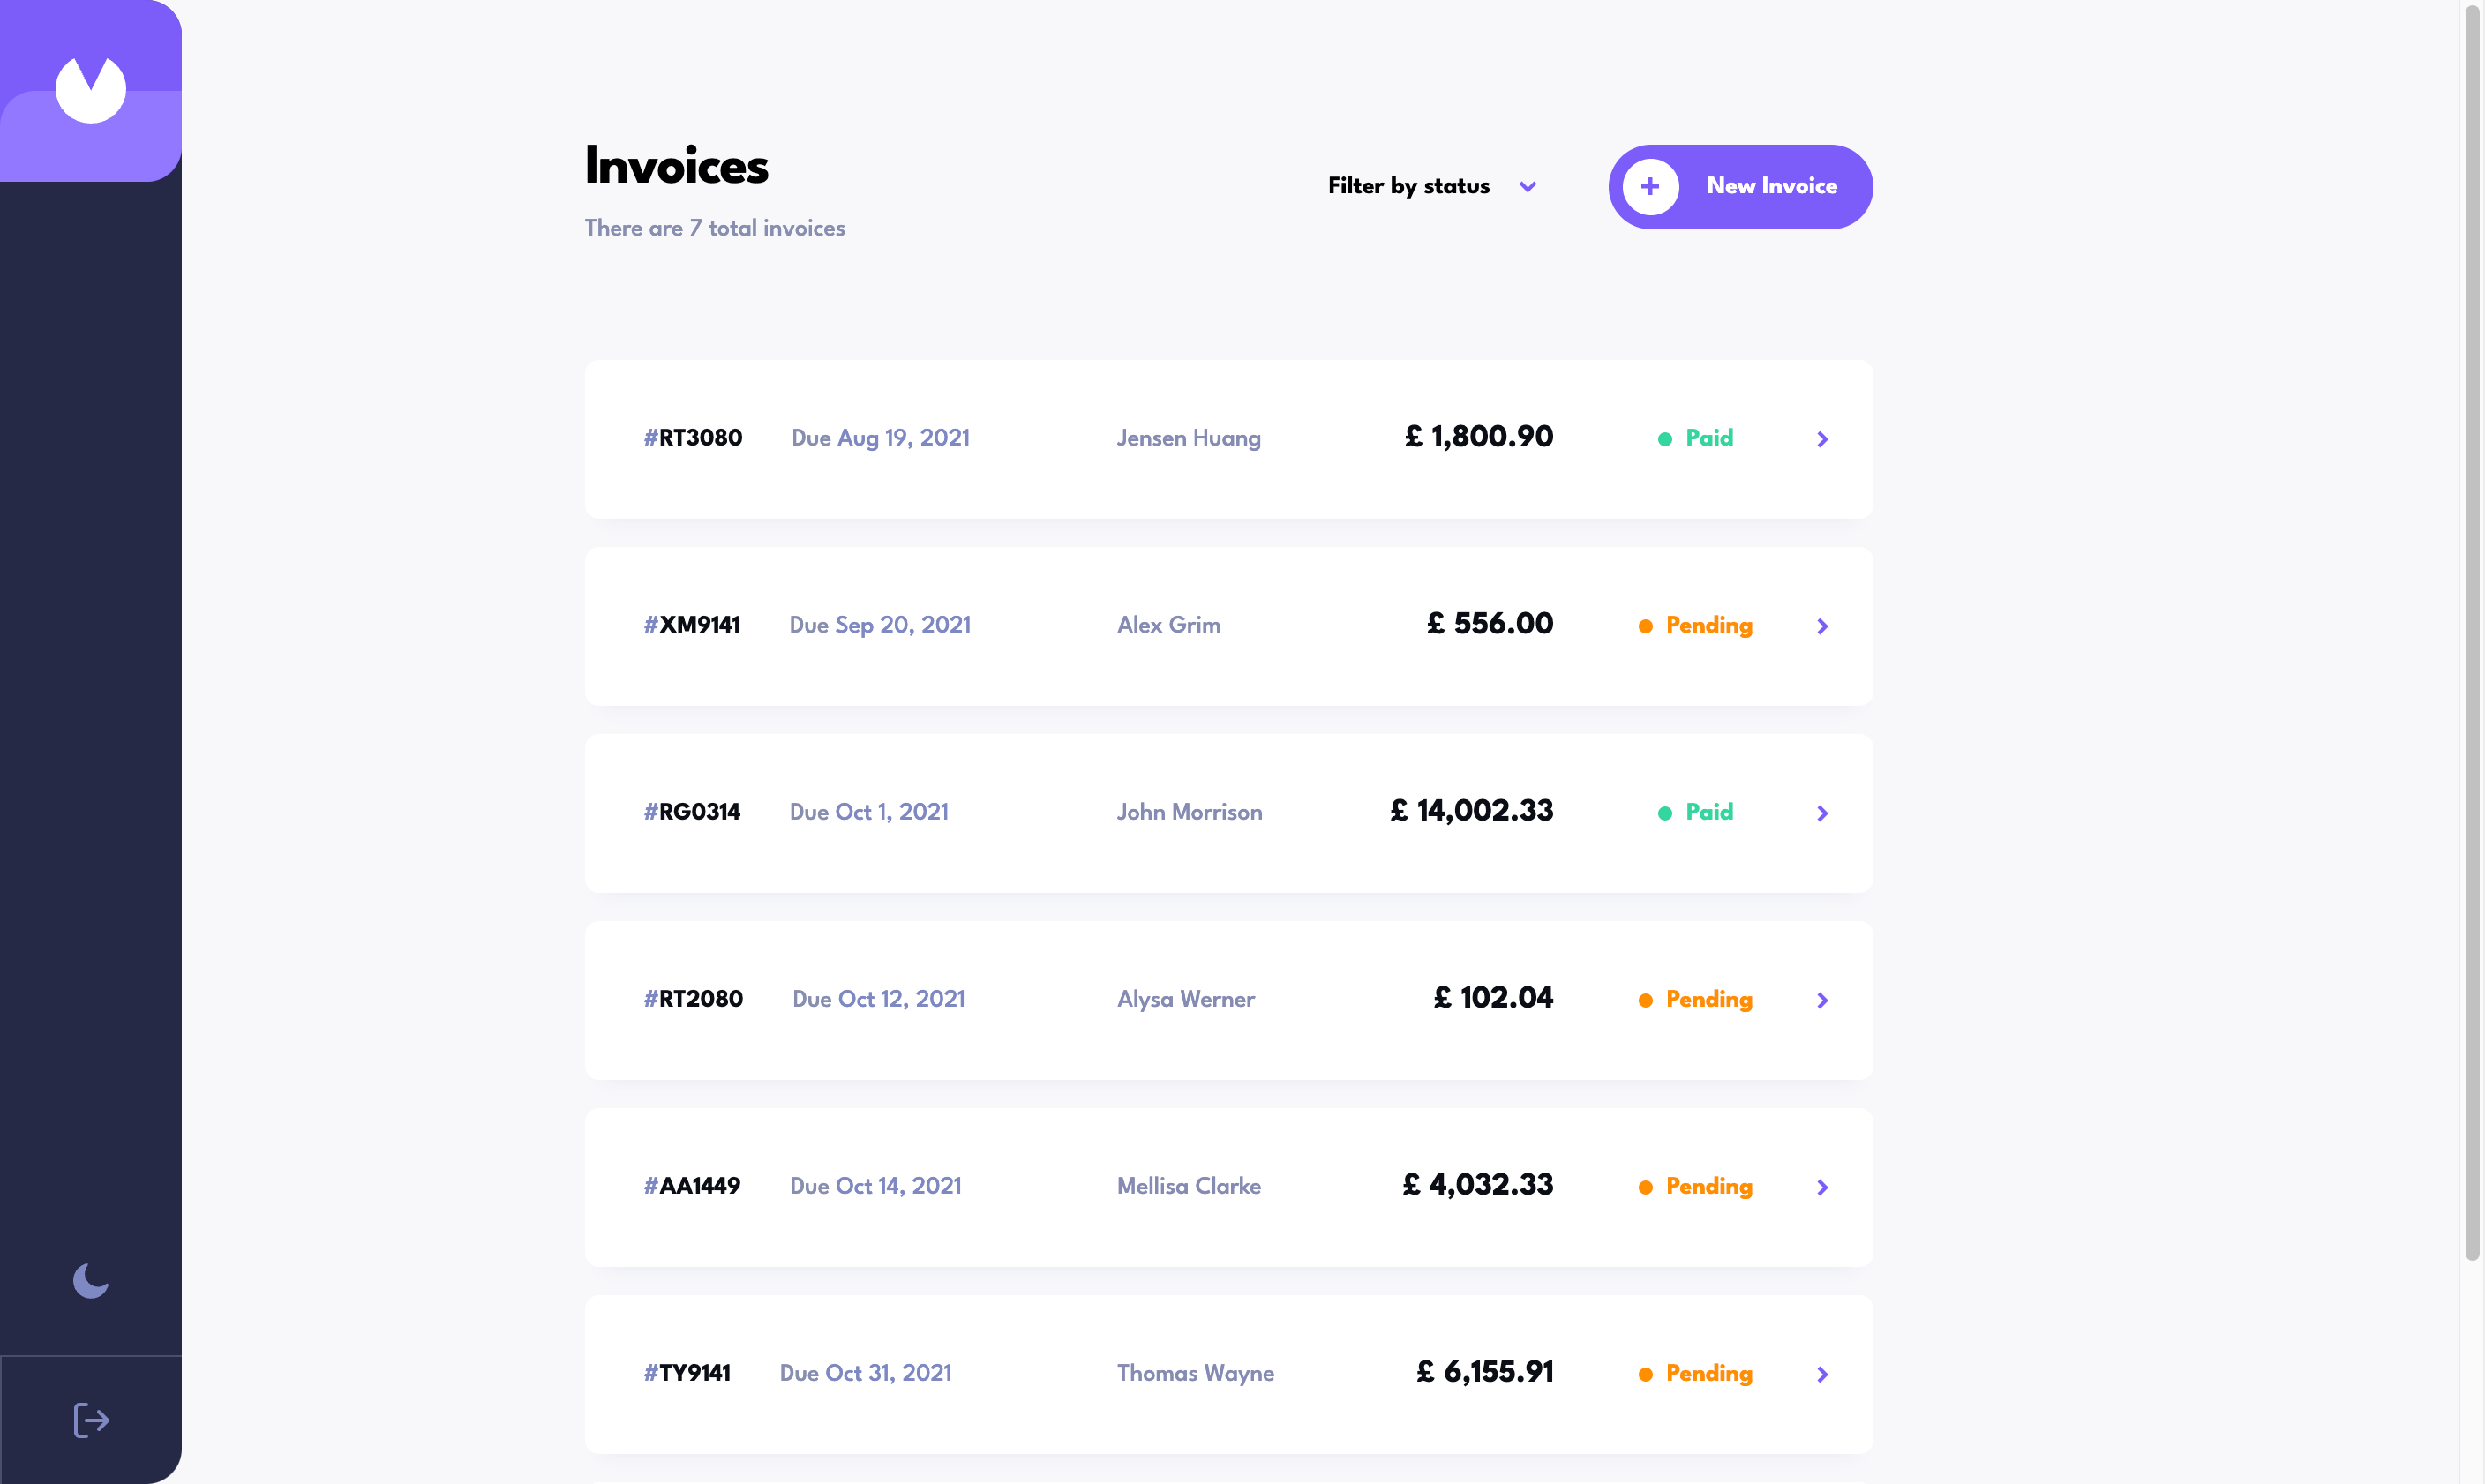 Invoices
There are 7 total invoices
Filter by status
New Invoice
#RT3080 Due Aug 19, 2021 Jensen Huang £ 1,800.90 Paid
#XM9141 Due Sep 20, 2021 Alex Grim £ 556.00 Pending
#RG0314 Due Oct 1, 2021 John Morrison £ 14,002.33 Paid
#RT2080 Due Oct 12, 2021 Alysa Werner £ 102.04 Pending
#AA1449 Due Oct 14, 2021 Mellisa Clarke £ 4,032.33 Pending
#TY9141 Due Oct 31, 2021 Thomas Wayne £ 6,155.91 Pending